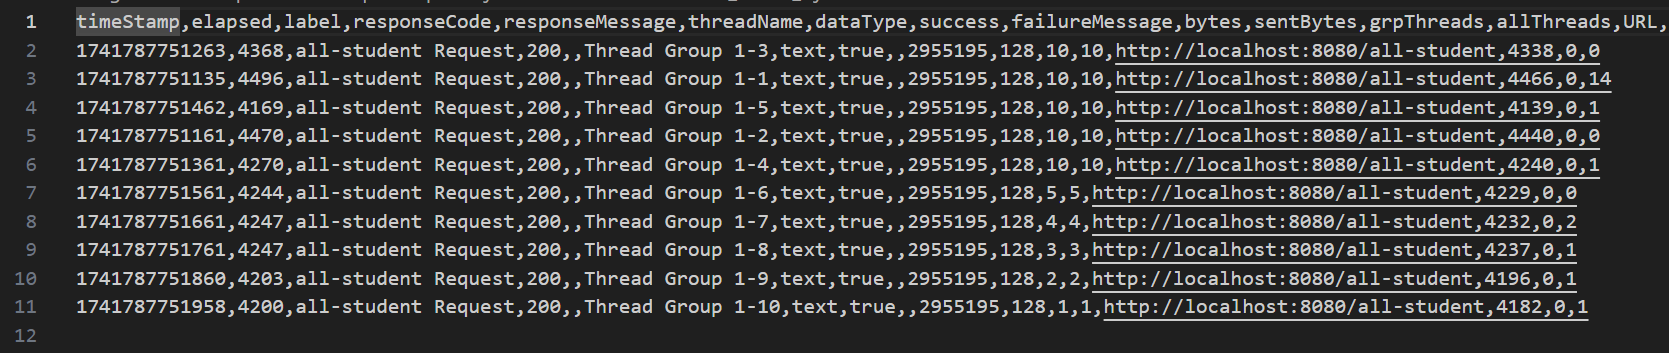 1 timeStamp,elapsed,label,responseCode,responseMessage,threadName,dataType,success,failureMessage,bytes,sentBytes,grpThreads,allThreads,URL,
2 1741787751263,4368,all-student Request,200,,Thread Group 1-3,text,true,,2955195,128,10,10,http://localhost:8080/all-student,4338,0,0
3 1741787751135,4496,all-student Request,200,,Thread Group 1-1,text,true,,2955195,128,10,10,http://localhost:8080/all-student,4466,0,14
4 1741787751462,4169,all-student Request,200,,Thread Group 1-5,text,true,,2955195,128,10,10,http://localhost:8080/all-student,4139,0,1
5 1741787751161,4470,all-student Request,200,,Thread Group 1-2,text,true,,2955195,128,10,10,http://localhost:8080/all-student,4440,0,0
6 1741787751361,4270,all-student Request,200,,Thread Group 1-4,text,true,,2955195,128,10,10,http://localhost:8080/all-student,4240,0,1
7 1741787751561,4244,all-student Request,200,,Thread Group 1-6,text,true,,2955195,128,5,5,http://localhost:8080/all-student,4229,0,0
8 1741787751661,4247,all-student Request,200,,Thread Group 1-7,text,true,,2955195,128,4,4,http://localhost:8080/all-student,4232,0,2
9 1741787751761,4247,all-student Request,200,,Thread Group 1-8,text,true,,2955195,128,3,3,http://localhost:8080/all-student,4237,0,1
10 1741787751860,4203,all-student Request,200,,Thread Group 1-9,text,true,,2955195,128,2,2,http://localhost:8080/all-student,4196,0,1
11 1741787751958,4200,all-student Request,200,,Thread Group 1-10,text,true,,2955195,128,1,1,http://localhost:8080/all-student,4182,0,1
12